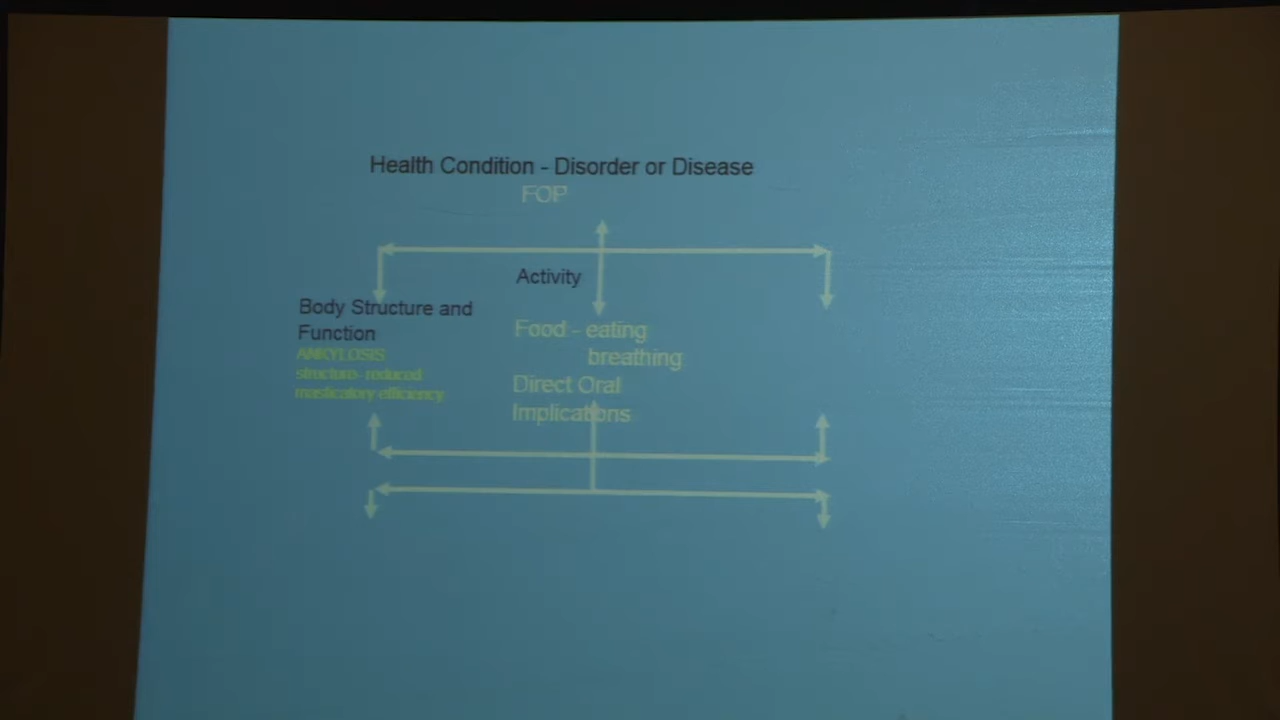 Health Condition - Disorder or Disease
FOP
Activity
Body Structure and
Function
ANKYLOSIS
structure- reduced
masticatory efficiency
Food - eating
breathing
Direct Oral
Implications